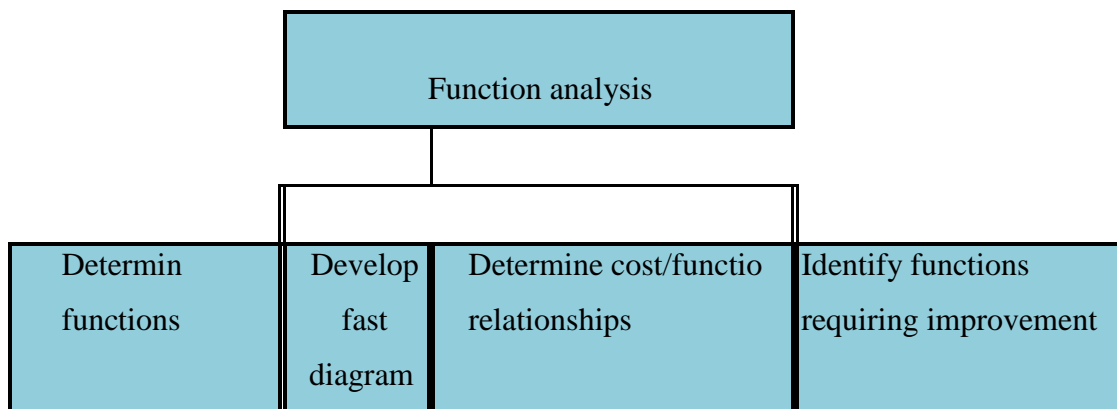 Function analysis
Determin
functions
Develop
fast
diagram
Determine cost/functio
relationships
Identify functions
requiring improvement